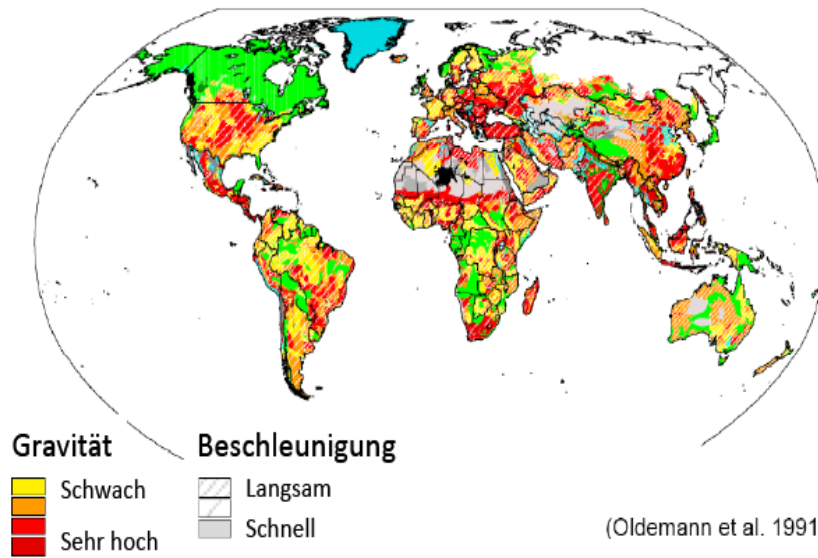 Gravität
Schwach
Sehr hoch
Beschleunigung
Langsam
Schnell
(Oldemann et al. 1991